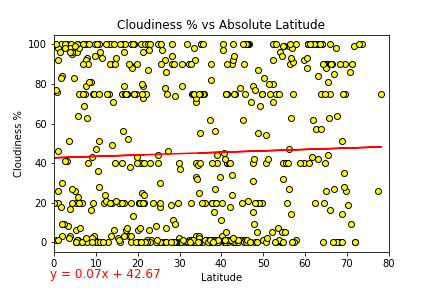 Cloudiness % vs Absolute Latitude
100
80
60
40
20
0
Cloudiness %
0 10 20 30 40 50 60 70 80
Latitude
y = 0.07x + 42.67